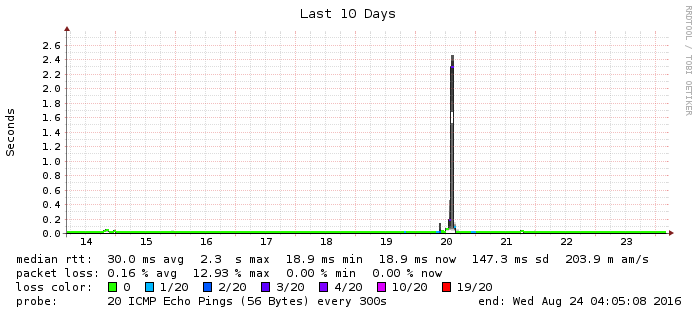 Last 10 Days
RRDTOOL / TOBI OETIKER
Seconds
2.6
2.4
2.2
2.0
1.8
1.6
1.4
1.2
1.0
0.8
0.6
0.4
0.2
0.0
14 15 16 17 18 19 20 21 22 23
median rtt: 30.0 ms avg 2.3 s max 18.9 ms min 18.9 ms now 147.3 ms sd 203.9 m am/s
packet loss: 0.16 % avg 12.93 % max 0.00 % min 0.00 % now
loss color: 0 1/20 2/20 3/20 4/20 10/20 19/20
probe: 20 ICMP Echo Pings (56 Bytes) every 300s end: Wed Aug 24 04:05:08 2016